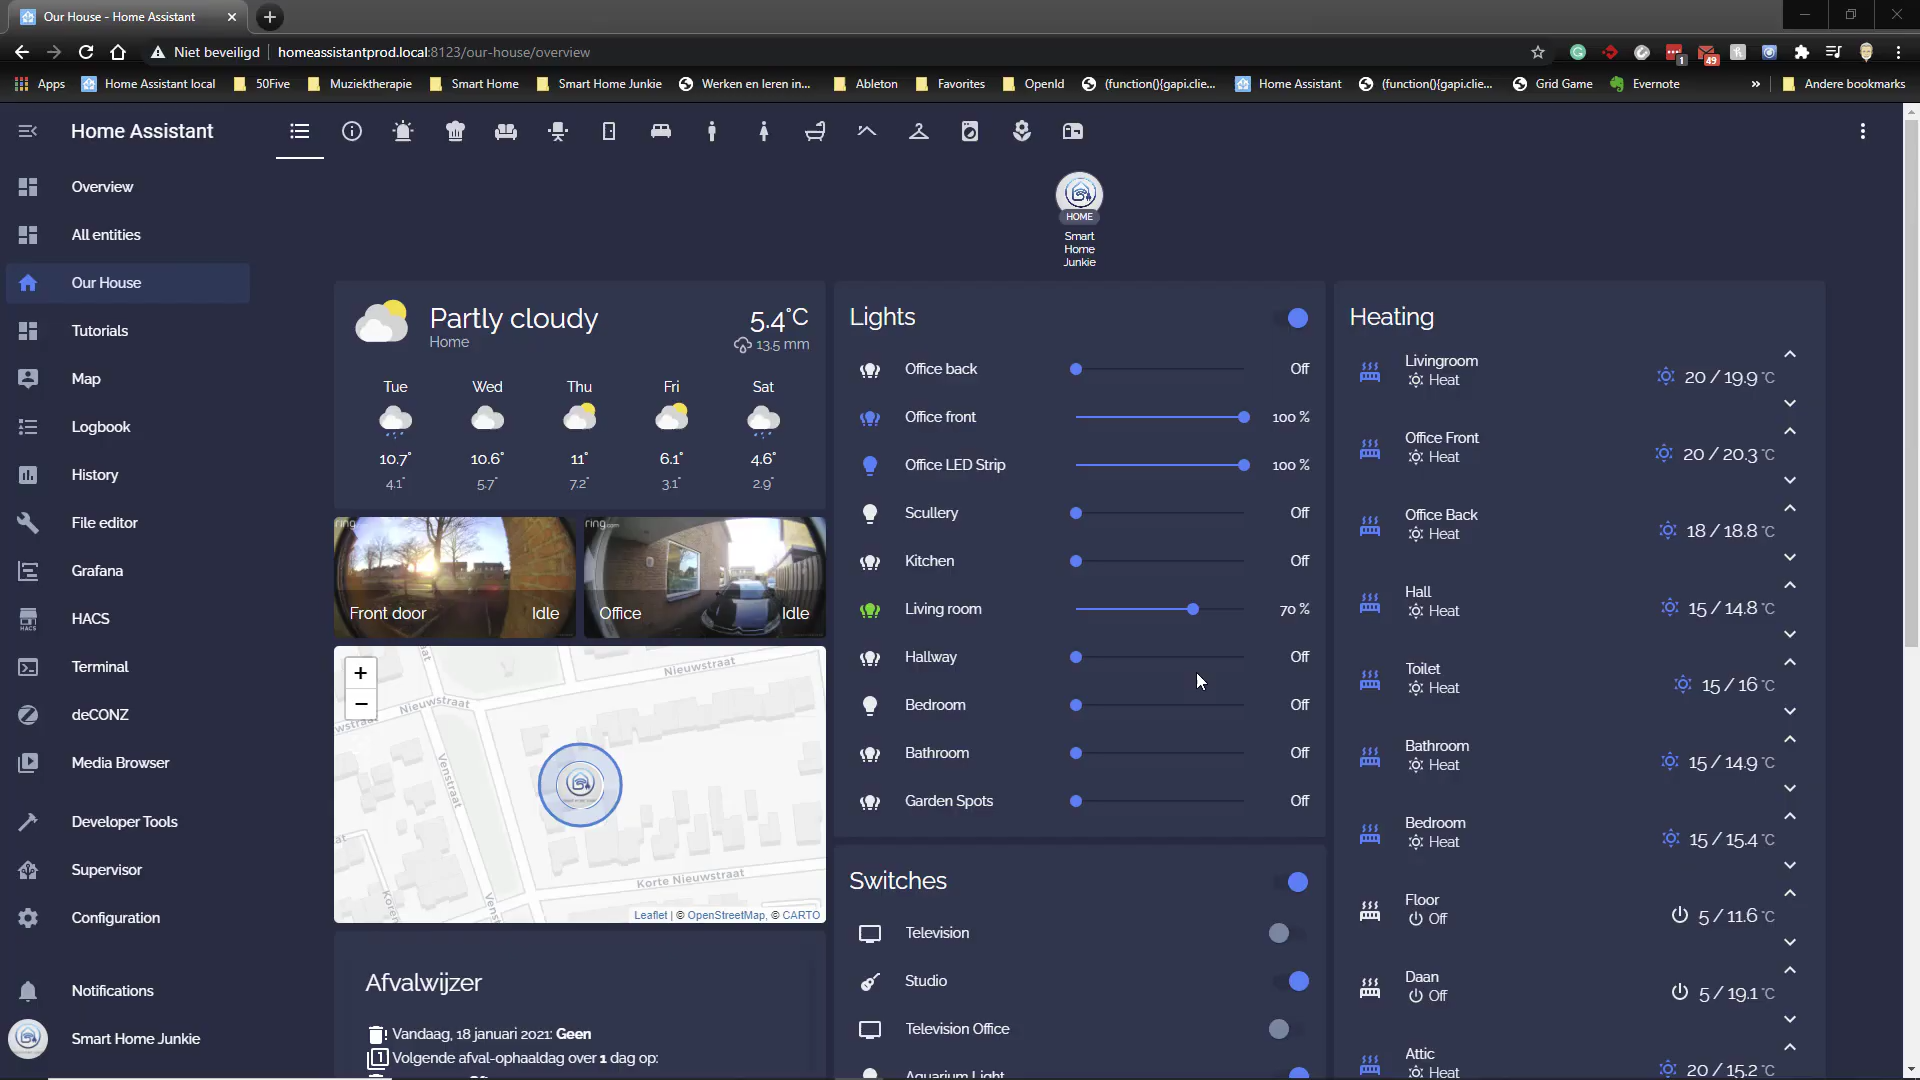 Our House - Home Assistant
Niet beveiligd
homeassistantprod.local:8123/our-house/overview
1
49
Apps
Home Assistant local
50Five
Muziektherapie
Smart Home
Smart Home Junkie
Werken en leren in...
Ableton
Favorites
OpenId
(function(){gapi.clie...
Home Assistant
(function(){gapi.clie...
Grid Game
Evernote
»
Andere bookmarks
Home Assistant
Overview
All entities
Our House
Tutorials
Map
Logbook
History
File editor
Grafana
HACS
Terminal
deCONZ
Media Browser
Developer Tools
Supervisor
Configuration
Notifications
Smart Home Junkie
HOME
Smart
Home
Junkie
Partly cloudy
Home
5.4°C
13.5 mm
Tue Wed Thu Fri Sat
10.7° 10.6° 11° 6.1° 4.6°
4.1° 5.7° 7.2° 3.1° 2.9°
ring
Front door Idle
ring.com
Office Idle
+
−
Nieuwstraat
Nieuwstraat
Venstraat
Venstraat
Korte Nieuwstraat
Leaflet | © OpenStreetMap, © CARTO
Afvalwijzer
Vandaag, 18 januari 2021: Geen
Volgende afval-ophaaldag over 1 dag op:
Lights
Office back Off
Office front 100 %
Office LED Strip 100 %
Scullery Off
Kitchen Off
Living room 70 %
Hallway Off
Bedroom Off
Bathroom Off
Garden Spots Off
Switches
Television
Studio
Television Office
Aquarium Light
Heating
Livingroom
Heat
20 / 19.9 °C
Office Front
Heat
20 / 20.3 °C
Office Back
Heat
18 / 18.8 °C
Hall
Heat
15 / 14.8 °C
Toilet
Heat
15 / 16 °C
Bathroom
Heat
15 / 14.9 °C
Bedroom
Heat
15 / 15.4 °C
Floor
Off
5 / 11.6 °C
Daan
Off
5 / 19.1 °C
Attic
Heat
20 / 15.2 °C